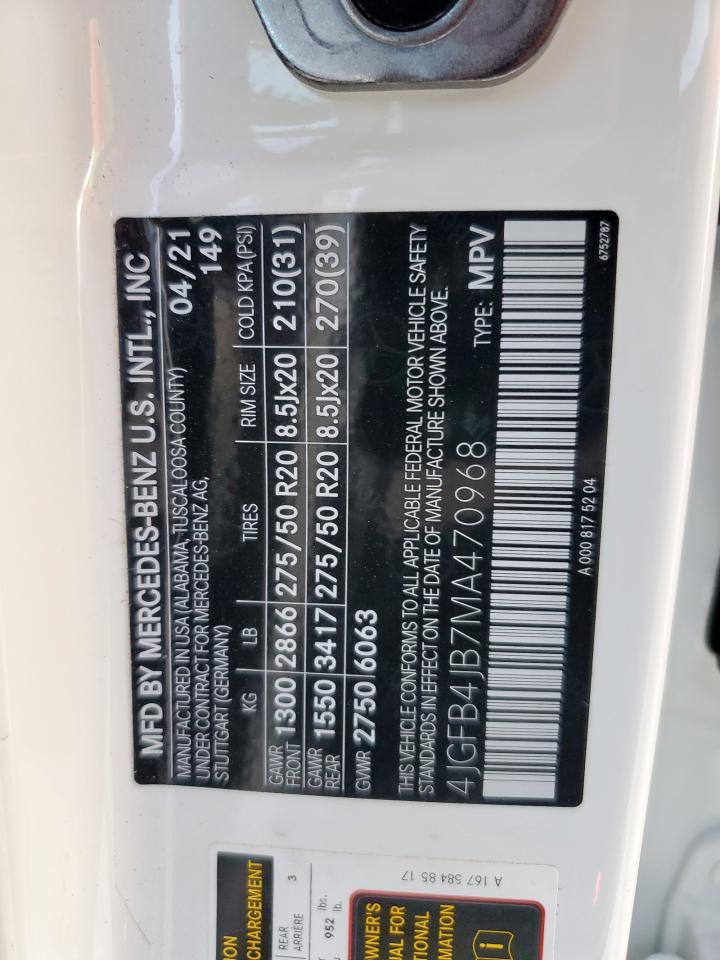 MFD BY MERCEDES-BENZ U.S. INTL., INC
MANUFACTURED IN USA (ALABAMA, TUSCALOOSA COUNTY) 04/21
UNDER CONTRACT FOR MERCEDES-BENZ AG, 149
STUTTGART (GERMANY)
KG LB TIRES RIM SIZE COLD KPA(PSI)
GAWR FRONT 1300 2866 275/50 R20 8.5Jx20 210(31)
GAWR REAR 1550 3417 275/50 R20 8.5Jx20 270(39)
GVWR 2750 6063
THIS VEHICLE CONFORMS TO ALL APPLICABLE FEDERAL MOTOR VEHICLE SAFETY
STANDARDS IN EFFECT ON THE DATE OF MANUFACTURE SHOWN ABOVE.
4JGFB4JB7MA470968 TYPE: MPV
A 000 817 52 04 6752787
CHARGEMENT
REAR
ARRIÈRE 3
lbs.
952 lb.
A 167 584 85 17